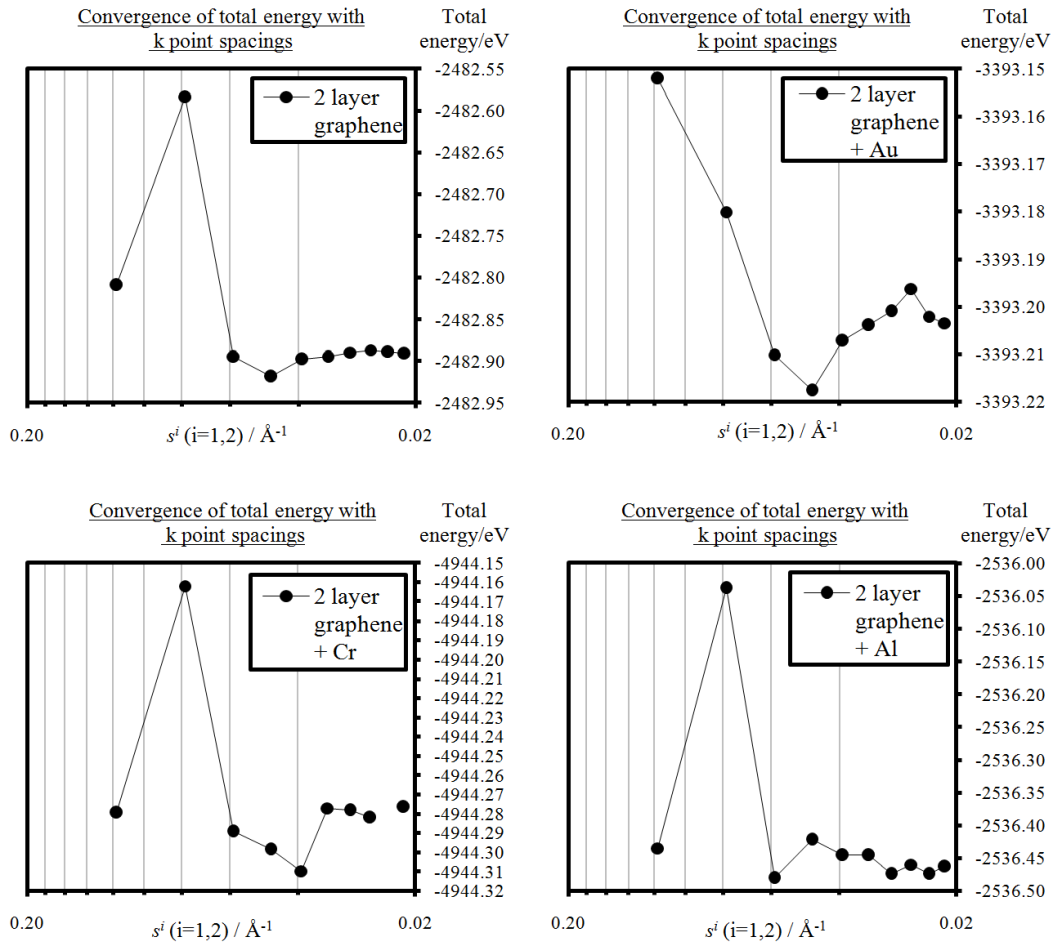 Convergence of total energy with
k point spacings
Total
energy/eV
2 layer
graphene
-2482.55
-2482.60
-2482.65
-2482.70
-2482.75
-2482.80
-2482.85
-2482.90
-2482.95
0.20
sⁱ (i=1,2) / Å⁻¹
0.02
Convergence of total energy with
k point spacings
Total
energy/eV
2 layer
graphene
+ Au
-3393.15
-3393.16
-3393.17
-3393.18
-3393.19
-3393.20
-3393.21
-3393.22
0.20
sⁱ (i=1,2) / Å⁻¹
0.02
Convergence of total energy with
k point spacings
Total
energy/eV
2 layer
graphene
+ Cr
-4944.15
-4944.16
-4944.17
-4944.18
-4944.19
-4944.20
-4944.21
-4944.22
-4944.23
-4944.24
-4944.25
-4944.26
-4944.27
-4944.28
-4944.29
-4944.30
-4944.31
-4944.32
0.20
sⁱ (i=1,2) / Å⁻¹
0.02
Convergence of total energy with
k point spacings
Total
energy/eV
2 layer
graphene
+ Al
-2536.00
-2536.05
-2536.10
-2536.15
-2536.20
-2536.25
-2536.30
-2536.35
-2536.40
-2536.45
-2536.50
0.20
sⁱ (i=1,2) / Å⁻¹
0.02